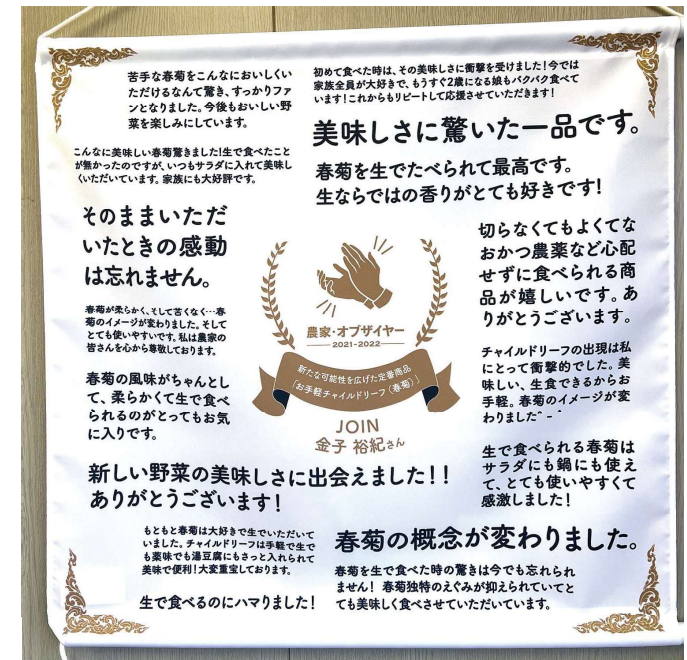 苦手な春菊をこんなにおいしくい
ただけるなんて驚き、すっかりファ
ンとなりました。今後もおいしい野
菜を楽しみにしています。
初めて食べた時は、その美味しさに衝撃を受けました！今では
家族全員が大好きで、もうすぐ2歳になる娘もパクパク食べて
います！これからもリピートして応援させていただきます！
こんなに美味しい春菊驚きました！生で食べたこと
が無かったのですが、いつもサラダに入れて美味し
くいただいています。家族にも大好評です。
美味しさに驚いた一品です。
春菊を生でたべられて最高です。
生ならではの香りがとても好きです！
そのままいただ
いたときの感動
は忘れません。
切らなくてもよくてな
おかつ農薬など心配
せずに食べられる商
品が嬉しいです。あ
りがとうございます。
春菊が柔らかく、そして苦くなく…春
菊のイメージが変わりました。そして
とても使いやすいです。私は農家の
皆さんを心から尊敬しております。
農家・オブザイヤー
2021-2022
新たな可能性を広げた定番商品
「お手軽チャイルドリーフ（春菊）」
JOIN
金子 裕紀さん
チャイルドリーフの出現は私
にとって衝撃的でした。美
味しい、生食できるからお
手軽。春菊のイメージが変
わりました^ - ^
春菊の風味がちゃんとし
て、柔らかくて生で食べ
られるのがとってもお気
に入りです。
生で食べられる春菊は
サラダにも鍋にも使え
て、とても使いやすくて
感激しました！
新しい野菜の美味しさに出会えました！！
ありがとうございます！
もともと春菊は大好きで生でいただいて
いました。チャイルドリーフは手軽で生で
も薬味でも湯豆腐にもさっと入れられて
美味で便利！大変重宝しております。
春菊の概念が変わりました。
春菊を生で食べた時の驚きは今でも忘れられ
ません！ 春菊独特のえぐみが抑えられていてと
ても美味しく食べさせていただいています。
生で食べるのにハマりました！